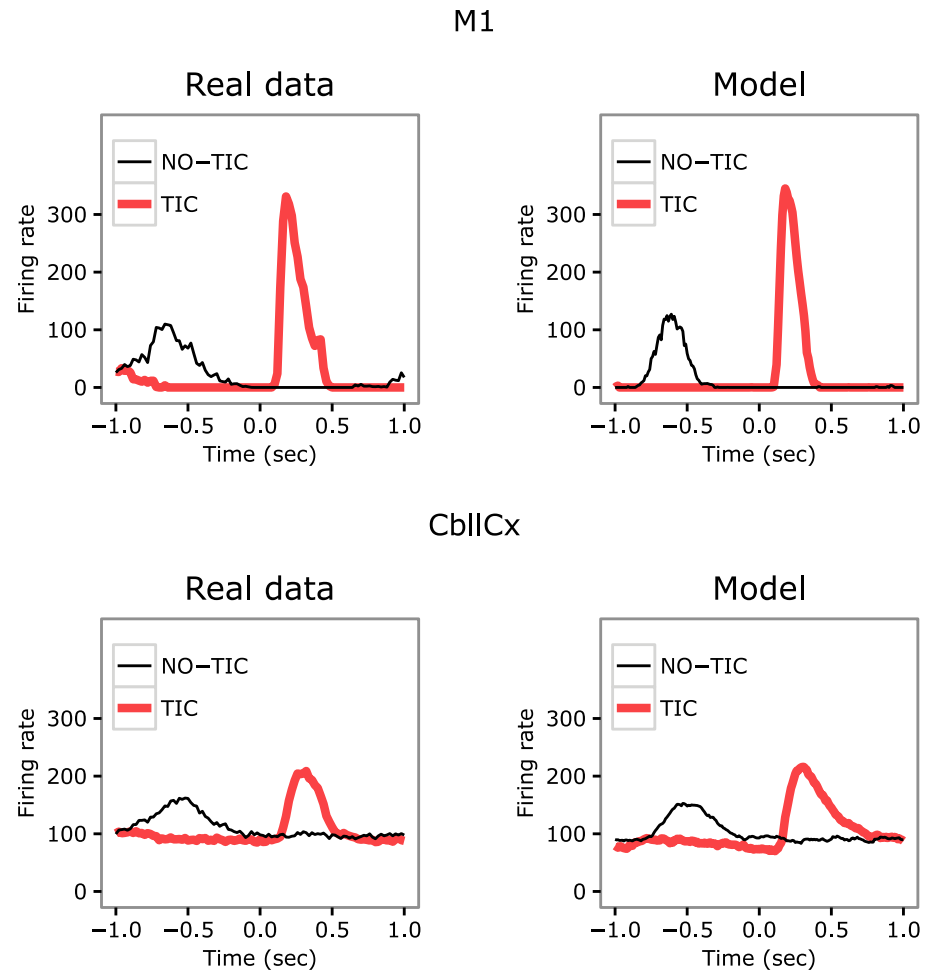 M1
Real data
NO−TIC
TIC
Firing rate
300
200
100
0
−1.0 −0.5 0.0 0.5 1.0
Time (sec)
Model
NO−TIC
TIC
Firing rate
300
200
100
0
−1.0 −0.5 0.0 0.5 1.0
Time (sec)
CbllCx
Real data
NO−TIC
TIC
Firing rate
300
200
100
0
−1.0 −0.5 0.0 0.5 1.0
Time (sec)
Model
NO−TIC
TIC
Firing rate
300
200
100
0
−1.0 −0.5 0.0 0.5 1.0
Time (sec)